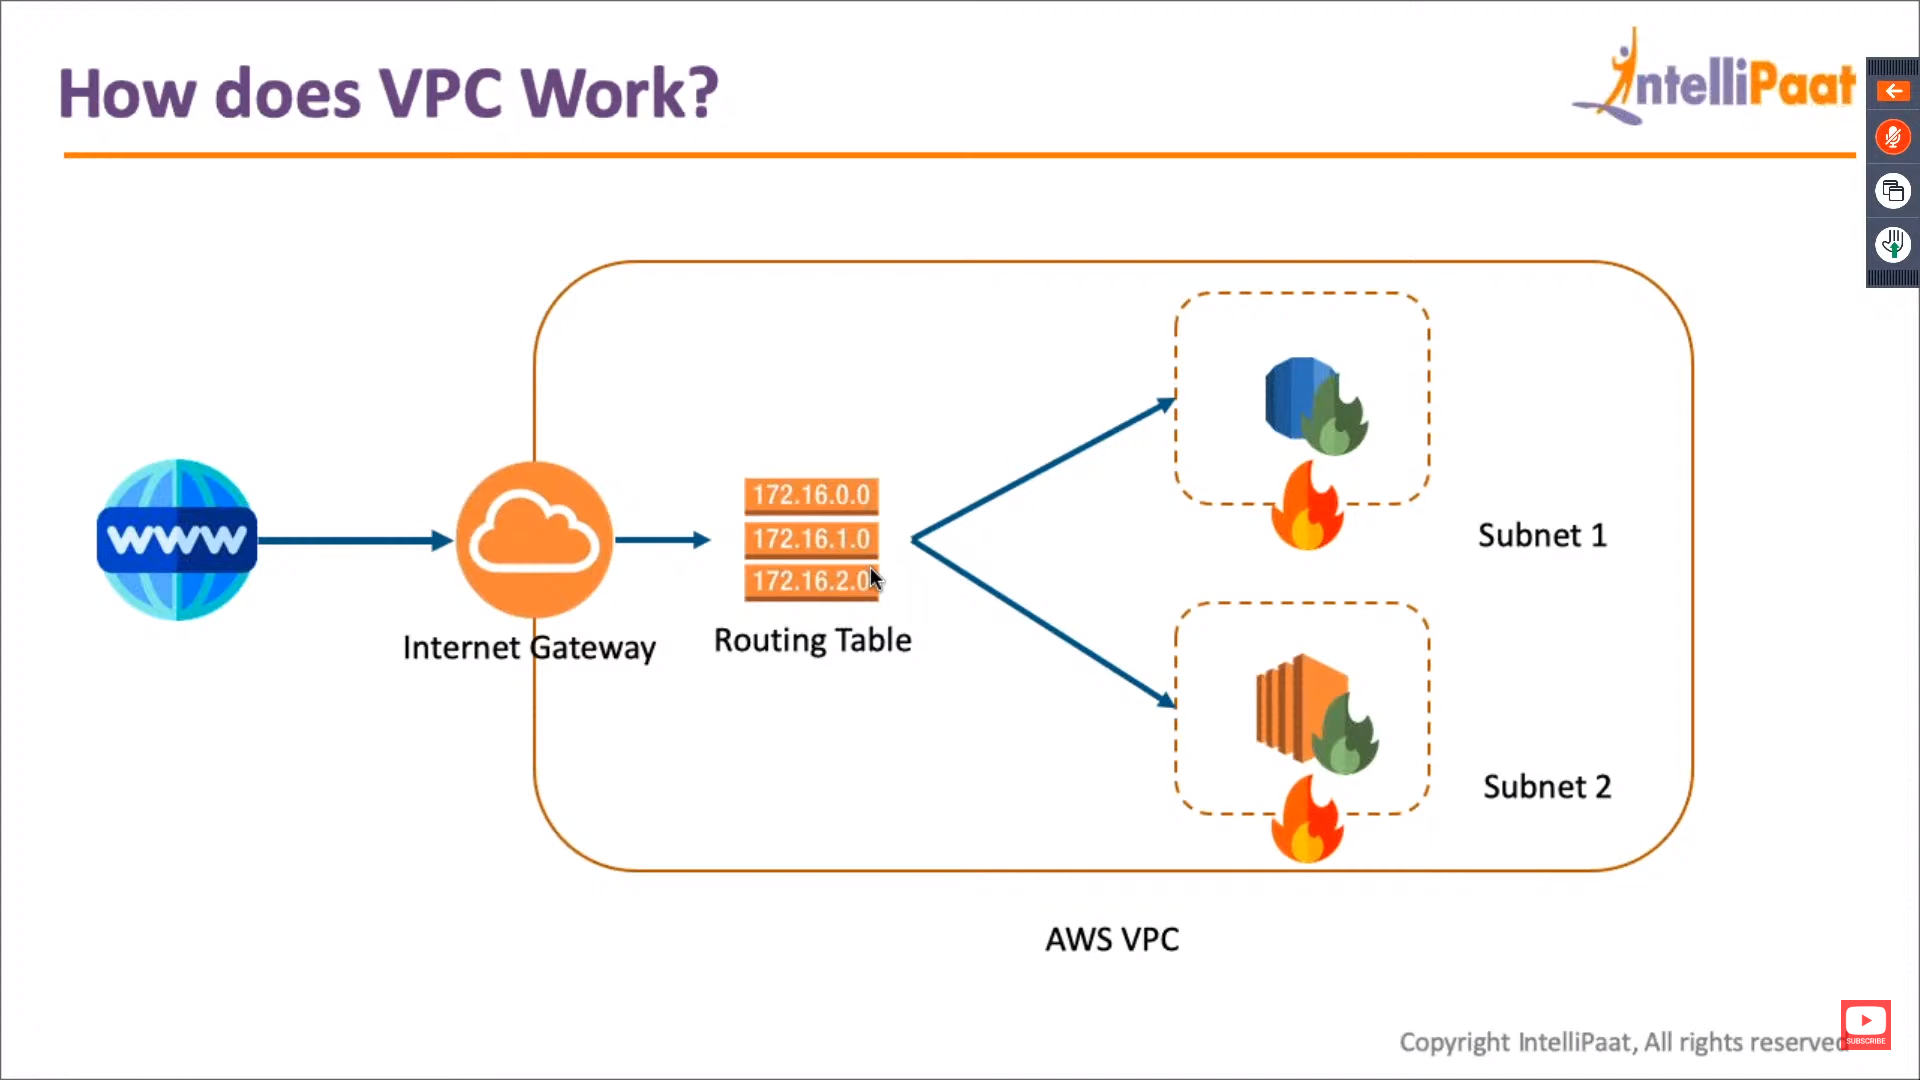 How does VPC Work?
IntelliPaat
www
Internet Gateway
172.16.0.0
172.16.1.0
172.16.2.0
Routing Table
Subnet 1
Subnet 2
AWS VPC
Copyright IntelliPaat, All rights reserved
SUBSCRIBE